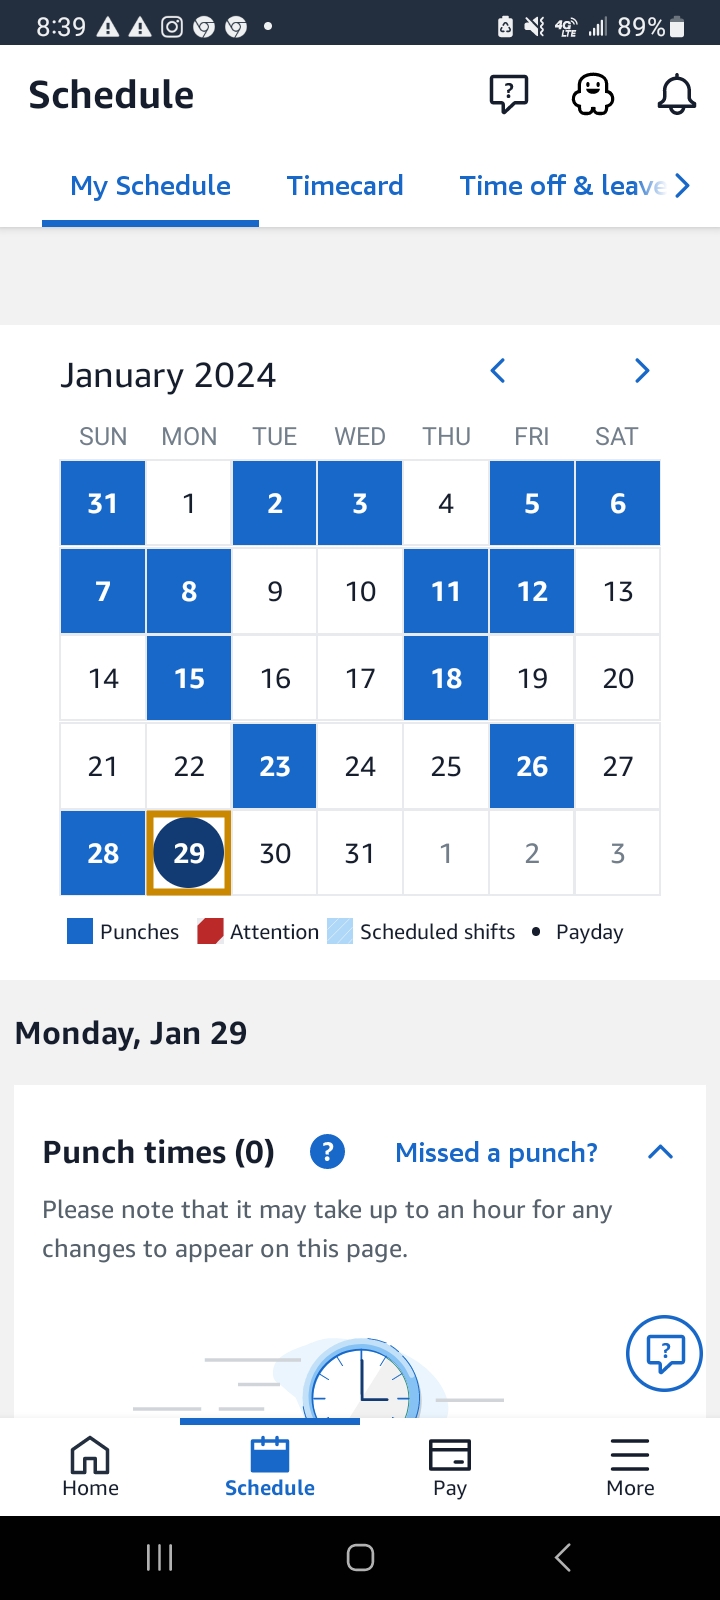 8:39 4G LTE 89%
Schedule
My Schedule Timecard Time off & leave
January 2024
SUN MON TUE WED THU FRI SAT
31 1 2 3 4 5 6
7 8 9 10 11 12 13
14 15 16 17 18 19 20
21 22 23 24 25 26 27
28 29 30 31 1 2 3
Punches Attention Scheduled shifts • Payday
Monday, Jan 29
Punch times (0) ? Missed a punch?
Please note that it may take up to an hour for any
changes to appear on this page.
Home Schedule Pay More